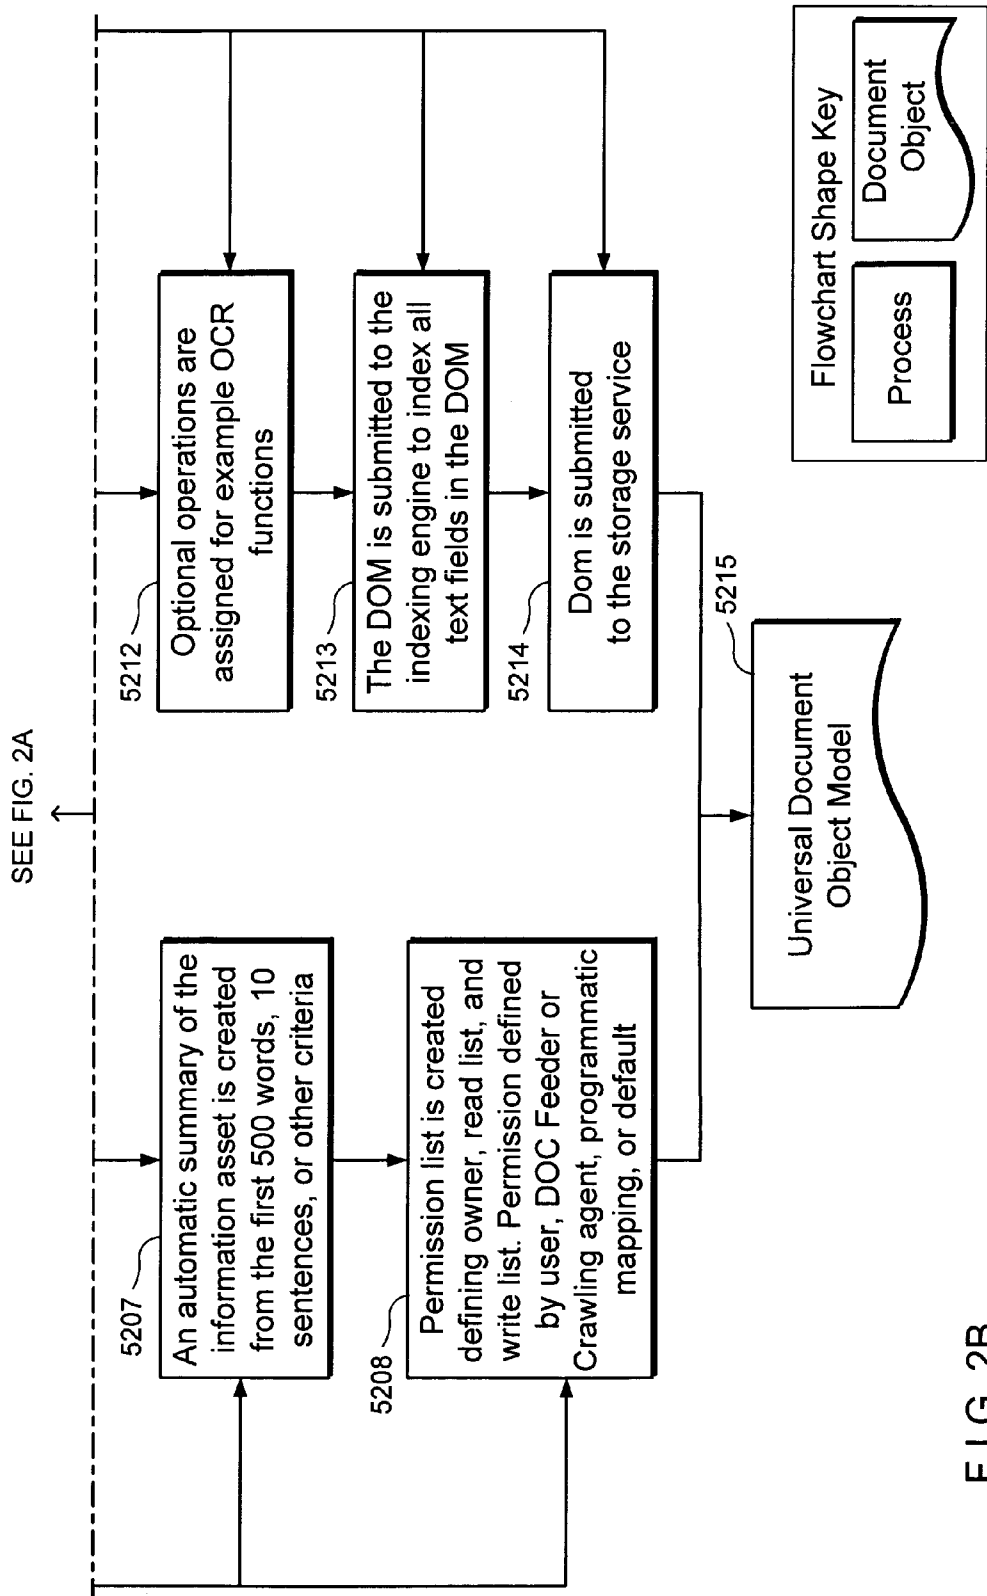 SEE FIG. 2A
5207
An automatic summary of the
information asset is created
from the first 500 words, 10
sentences, or other criteria
5208
Permission list is created
defining owner, read list, and
write list. Permission defined
by user, DOC Feeder or
Crawling agent, programmatic
mapping, or default
5212
Optional operations are
assigned for example OCR
functions
5213
The DOM is submitted to the
indexing engine to index all
text fields in the DOM
5214
Dom is submitted
to the storage service
5215
Universal Document
Object Model
Flowchart Shape Key
Process
Document
Object
FIG. 2B